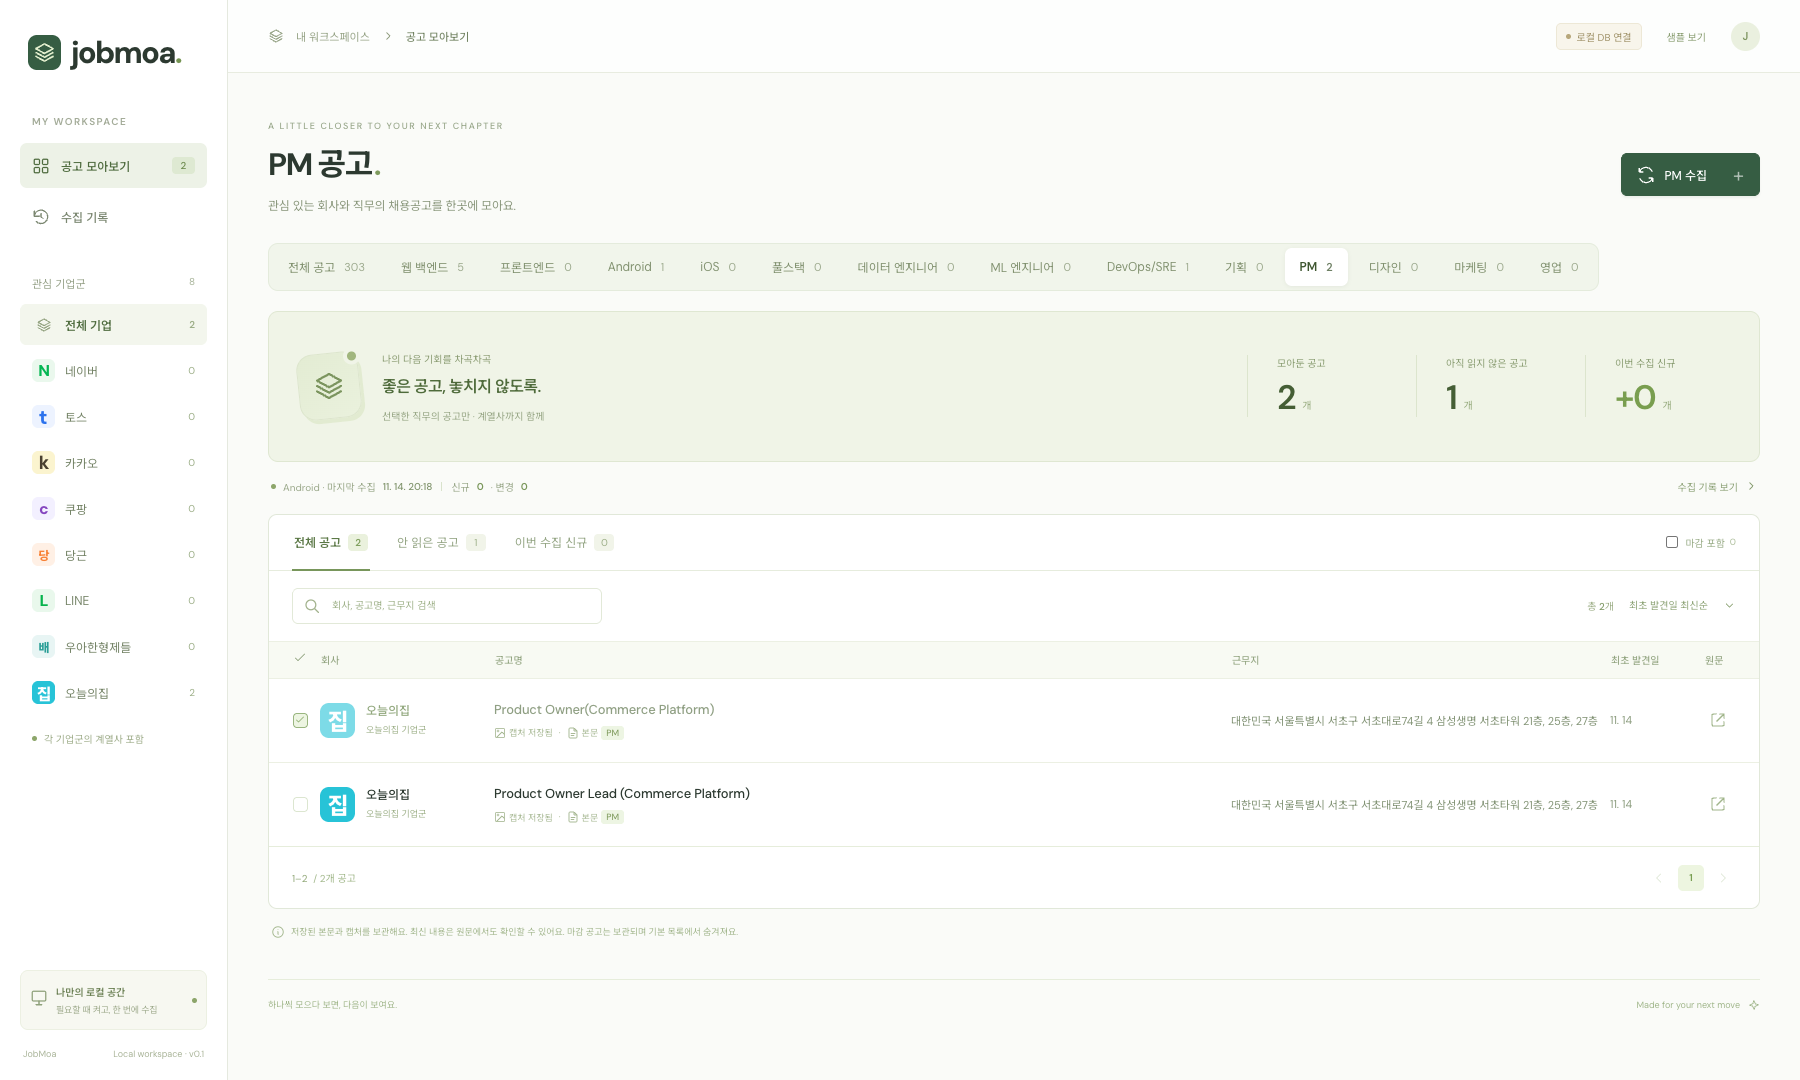 jobmoa.
MY WORKSPACE
공고 모아보기 2
수집 기록
관심 기업군 8
전체 기업 2
N 네이버 0
t 토스 0
k 카카오 0
c 쿠팡 0
당 당근 0
L LINE 0
배 우아한형제들 0
집 오늘의집 2
각 기업군의 계열사 포함
나만의 로컬 공간
필요할 때 켜고, 한 번에 수집
JobMoa Local workspace · v0.1
내 워크스페이스 > 공고 모아보기
로컬 DB 연결 샘플 보기 J
A LITTLE CLOSER TO YOUR NEXT CHAPTER
PM 공고.
관심 있는 회사와 직무의 채용공고를 한곳에 모아요.
PM 수집 +
전체 공고 303 웹 백엔드 5 프론트엔드 0 Android 1 iOS 0 풀스택 0 데이터 엔지니어 0 ML 엔지니어 0 DevOps/SRE 1 기획 0 PM 2 디자인 0 마케팅 0 영업 0
나의 다음 기회를 차곡차곡
좋은 공고, 놓치지 않도록.
선택한 직무의 공고만 · 계열사까지 함께
모아둔 공고
2 개
아직 읽지 않은 공고
1 개
이번 수집 신규
+0 개
Android · 마지막 수집 11. 14. 20:18 신규 0 · 변경 0
수집 기록 보기
전체 공고 2 안 읽은 공고 1 이번 수집 신규 0
마감 포함 0
회사, 공고명, 근무지 검색
총 2개 최초 발견일 최신순
회사 공고명 근무지 최초 발견일 원문
집 오늘의집 Product Owner(Commerce Platform) 대한민국 서울특별시 서초구 서초대로74길 4 삼성생명 서초타워 21층, 25층, 27층 11. 14
오늘의집 기업군 캡처 저장됨 · 본문 PM
집 오늘의집 Product Owner Lead (Commerce Platform) 대한민국 서울특별시 서초구 서초대로74길 4 삼성생명 서초타워 21층, 25층, 27층 11. 14
오늘의집 기업군 캡처 저장됨 · 본문 PM
1–2 / 2개 공고
1
저장된 본문과 캡처를 보관해요. 최신 내용은 원문에서도 확인할 수 있어요. 마감 공고는 보관되며 기본 목록에서 숨겨져요.
하나씩 모으다 보면, 다음이 보여요.
Made for your next move